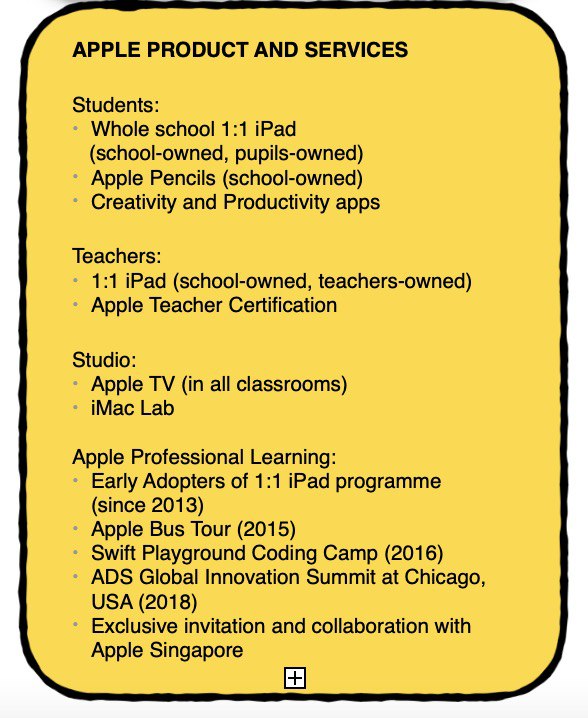 APPLE PRODUCT AND SERVICES
Students:
• Whole school 1:1 iPad
(school-owned, pupils-owned)
• Apple Pencils (school-owned)
• Creativity and Productivity apps
Teachers:
• 1:1 iPad (school-owned, teachers-owned)
• Apple Teacher Certification
Studio:
• Apple TV (in all classrooms)
• iMac Lab
Apple Professional Learning:
• Early Adopters of 1:1 iPad programme
(since 2013)
• Apple Bus Tour (2015)
• Swift Playground Coding Camp (2016)
• ADS Global Innovation Summit at Chicago,
USA (2018)
• Exclusive invitation and collaboration with
Apple Singapore